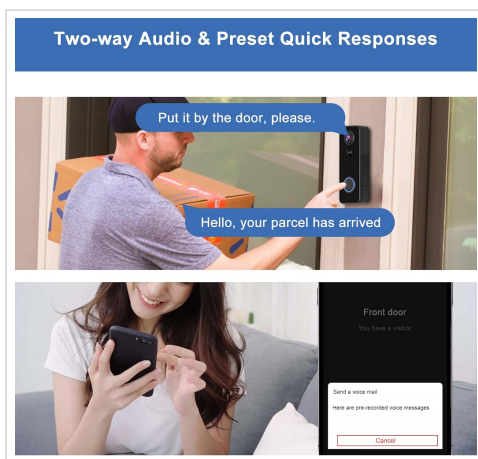 Two-way Audio & Preset Quick Responses
Put it by the door, please.
Hello, your parcel has arrived
Front door
You have a visitor
Send a voice mail
Here are pre-recorded voice messages
Cancel